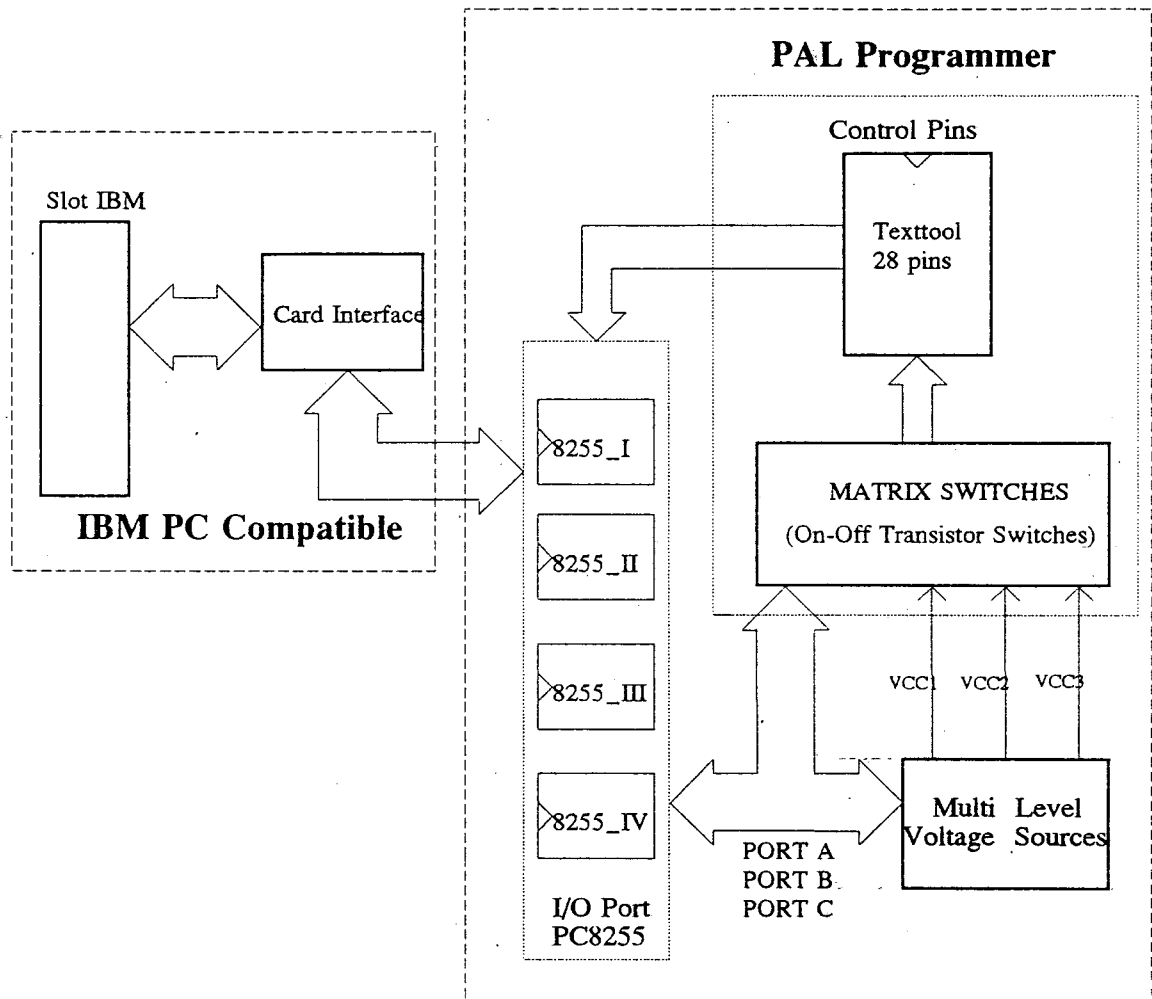 PAL Programmer
Control Pins
Texttool
28 pins
Slot IBM
Card Interface
IBM PC Compatible
8255_I
8255_II
8255_III
8255_IV
I/O Port
PC8255
MATRIX SWITCHES
(On-Off Transistor Switches)
VCC1 VCC2 VCC3
Multi Level
Voltage Sources
PORT A
PORT B
PORT C